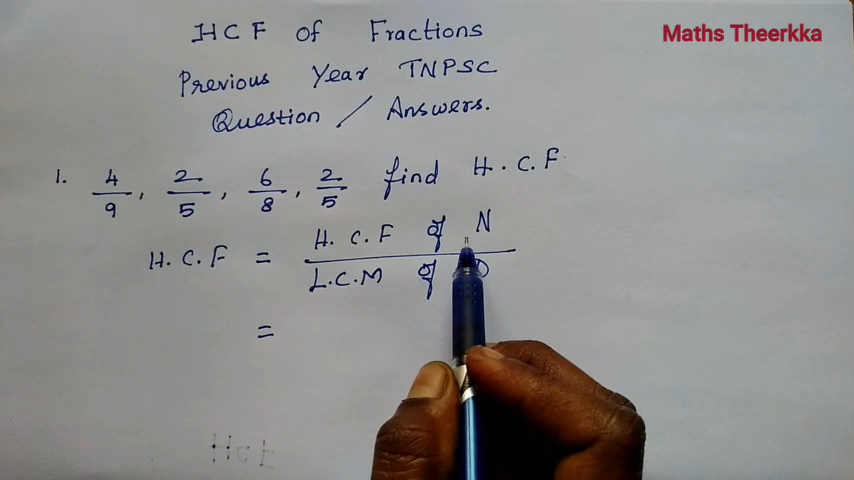 HCF of Fractions
Maths Theerkka
Previous Year TNPSC
Question / Answers.
1. 4/9, 2/5, 6/8, 2/5 find H.C.F
H.C.F = H.C.F of N
L.C.M of D
=
HCF